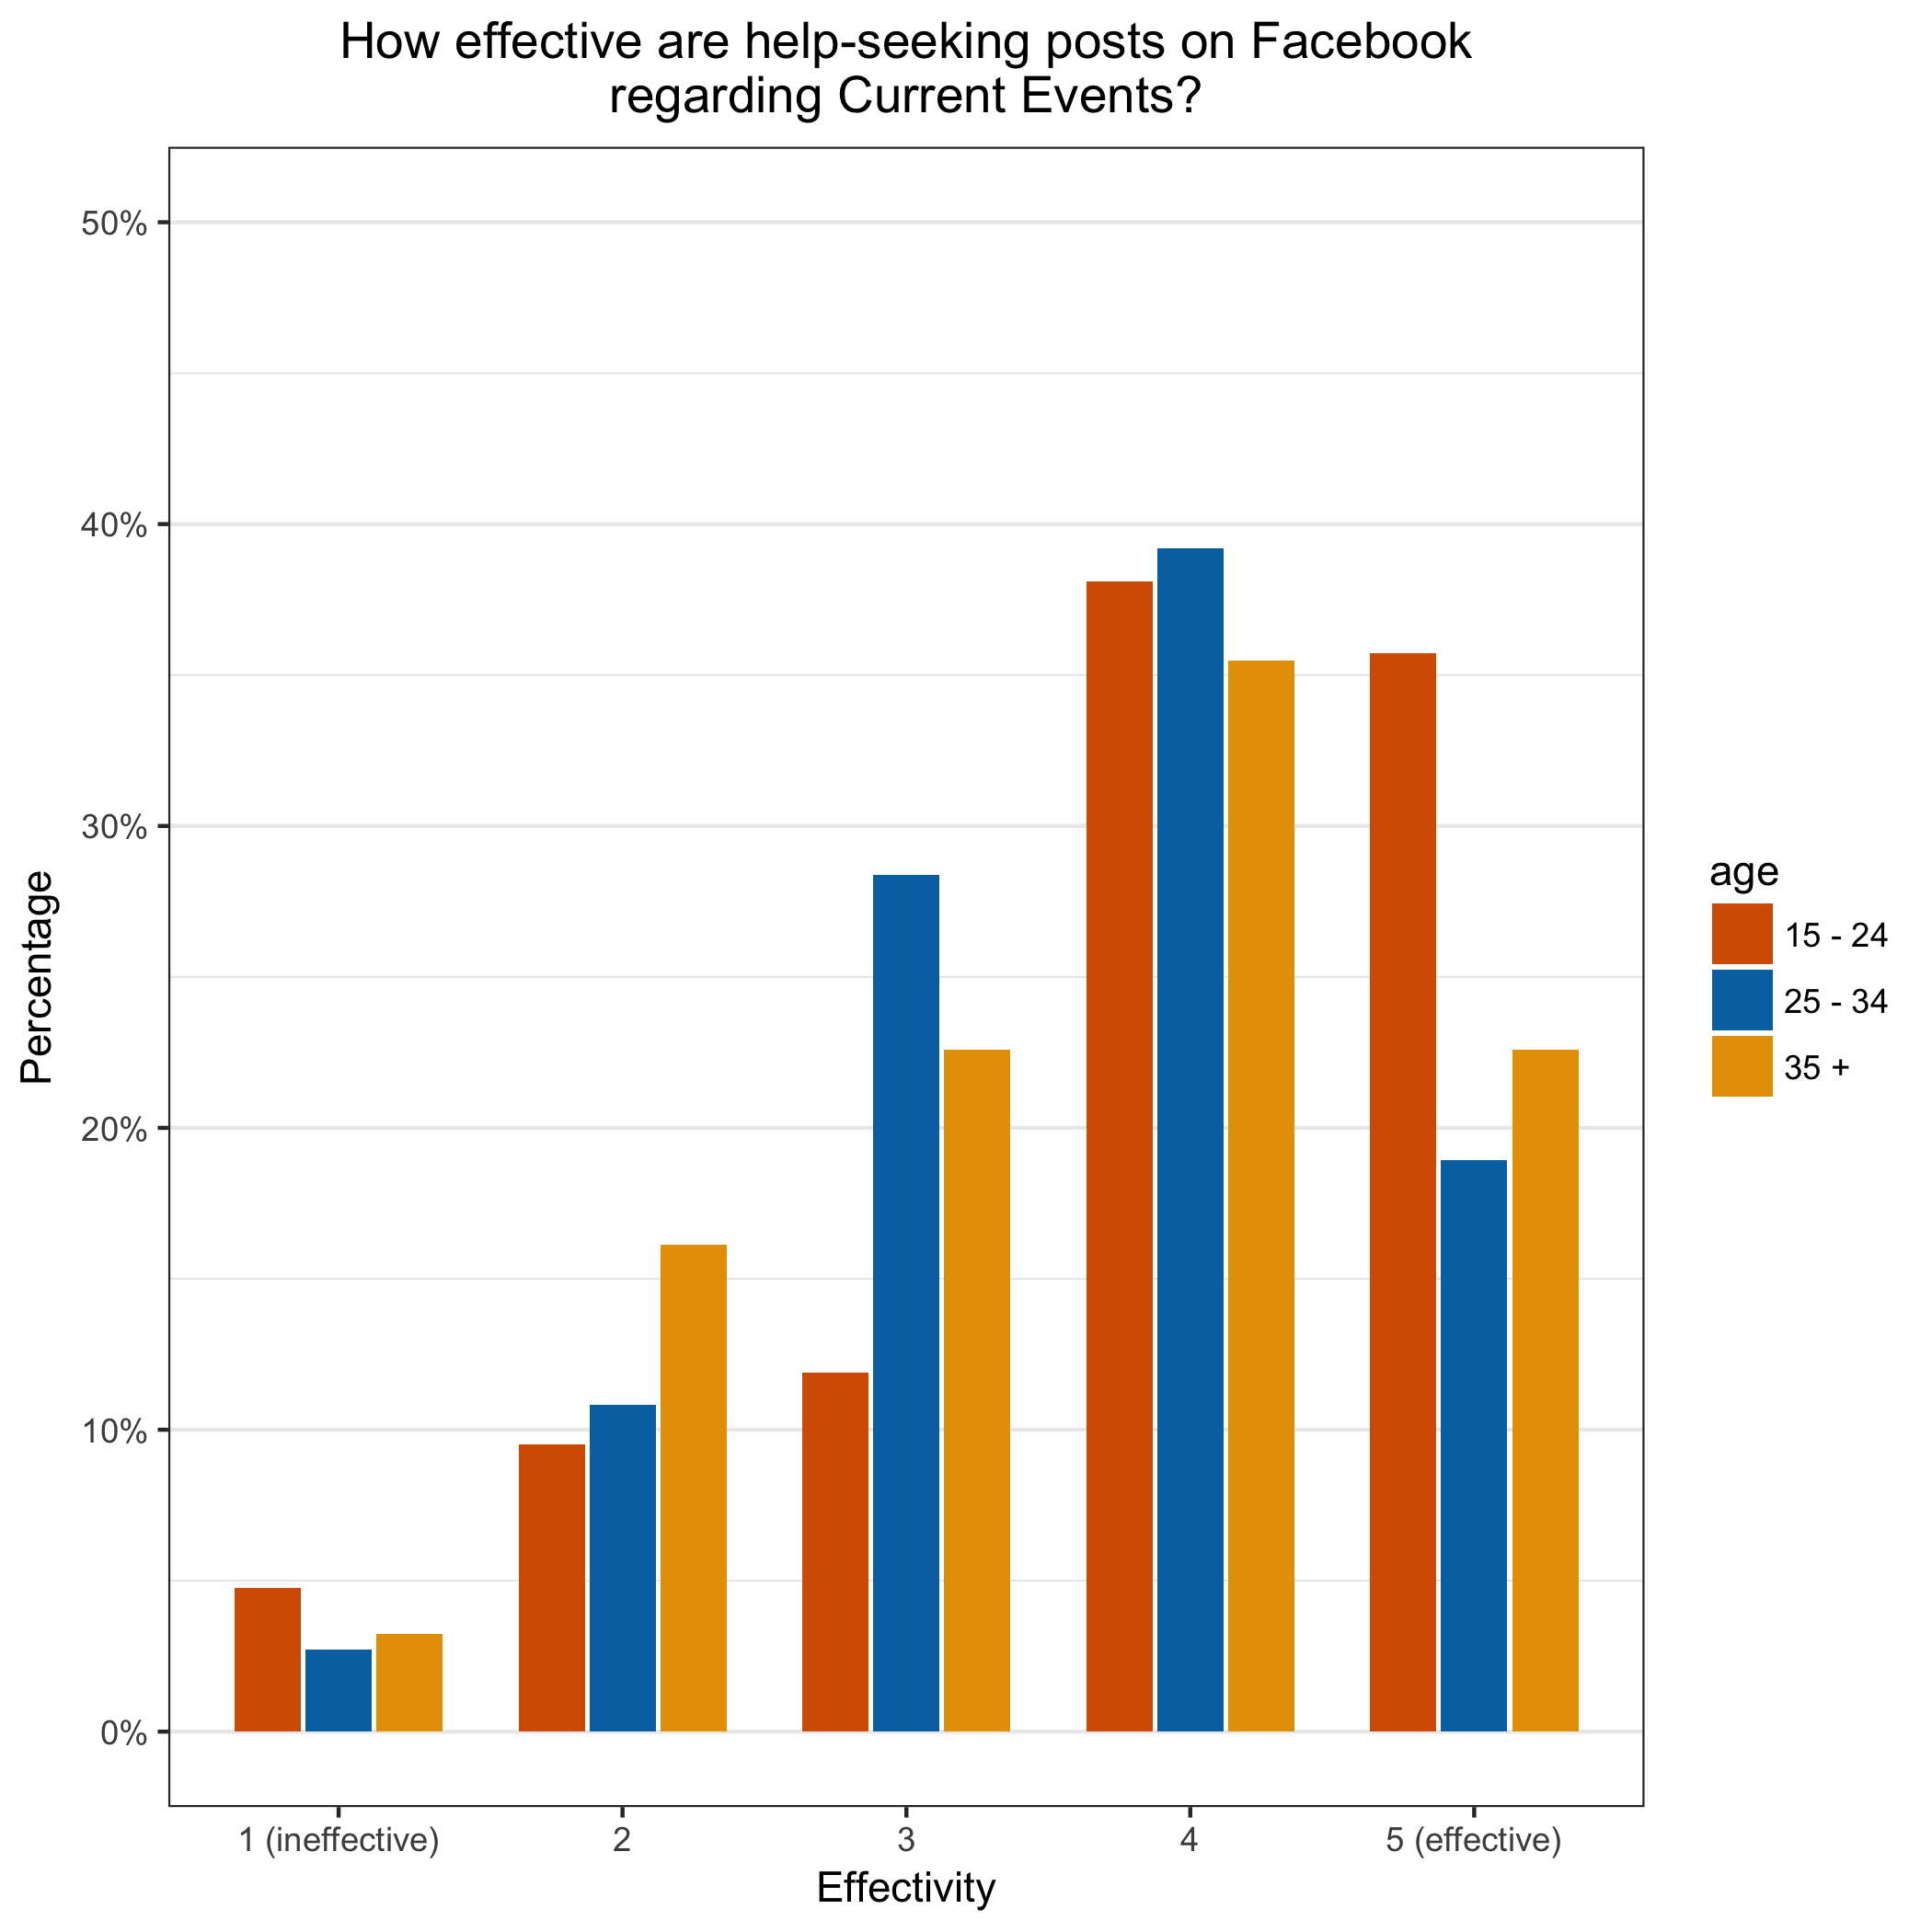 How effective are help-seeking posts on Facebook
regarding Current Events?
50%
40%
30%
20%
10%
0%
Percentage
1 (ineffective)
2
3
4
5 (effective)
Effectivity
age
15 - 24
25 - 34
35 +